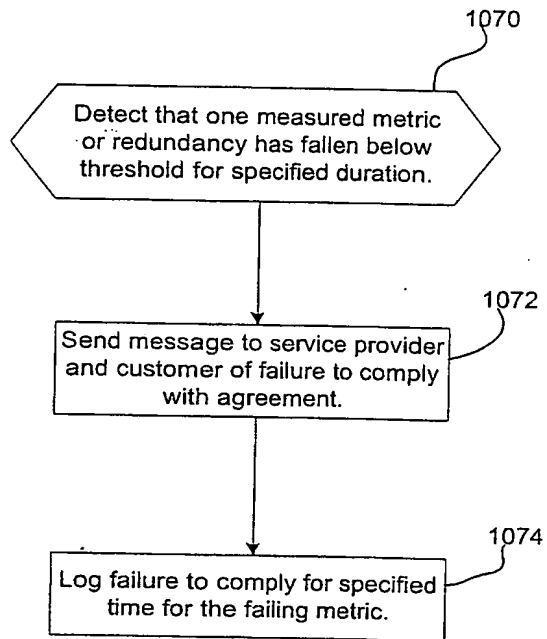 1070
Detect that one measured metric
or redundancy has fallen below
threshold for specified duration.
1072
Send message to service provider
and customer of failure to comply
with agreement.
1074
Log failure to comply for specified
time for the failing metric.